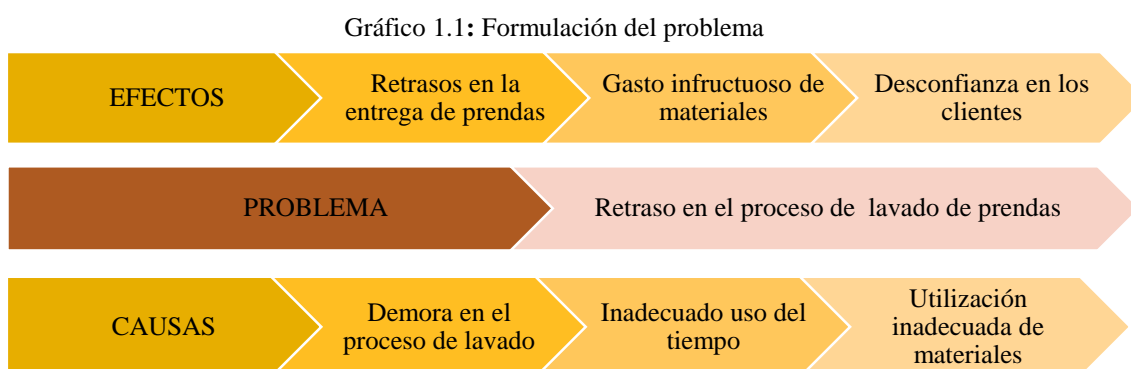 Gráfico 1.1: Formulación del problema
EFECTOS
Retrasos en la
entrega de prendas
Gasto infructuoso de
materiales
Desconfianza en los
clientes
PROBLEMA
Retraso en el proceso de lavado de prendas
CAUSAS
Demora en el
proceso de lavado
Inadecuado uso del
tiempo
Utilización
inadecuada de
materiales